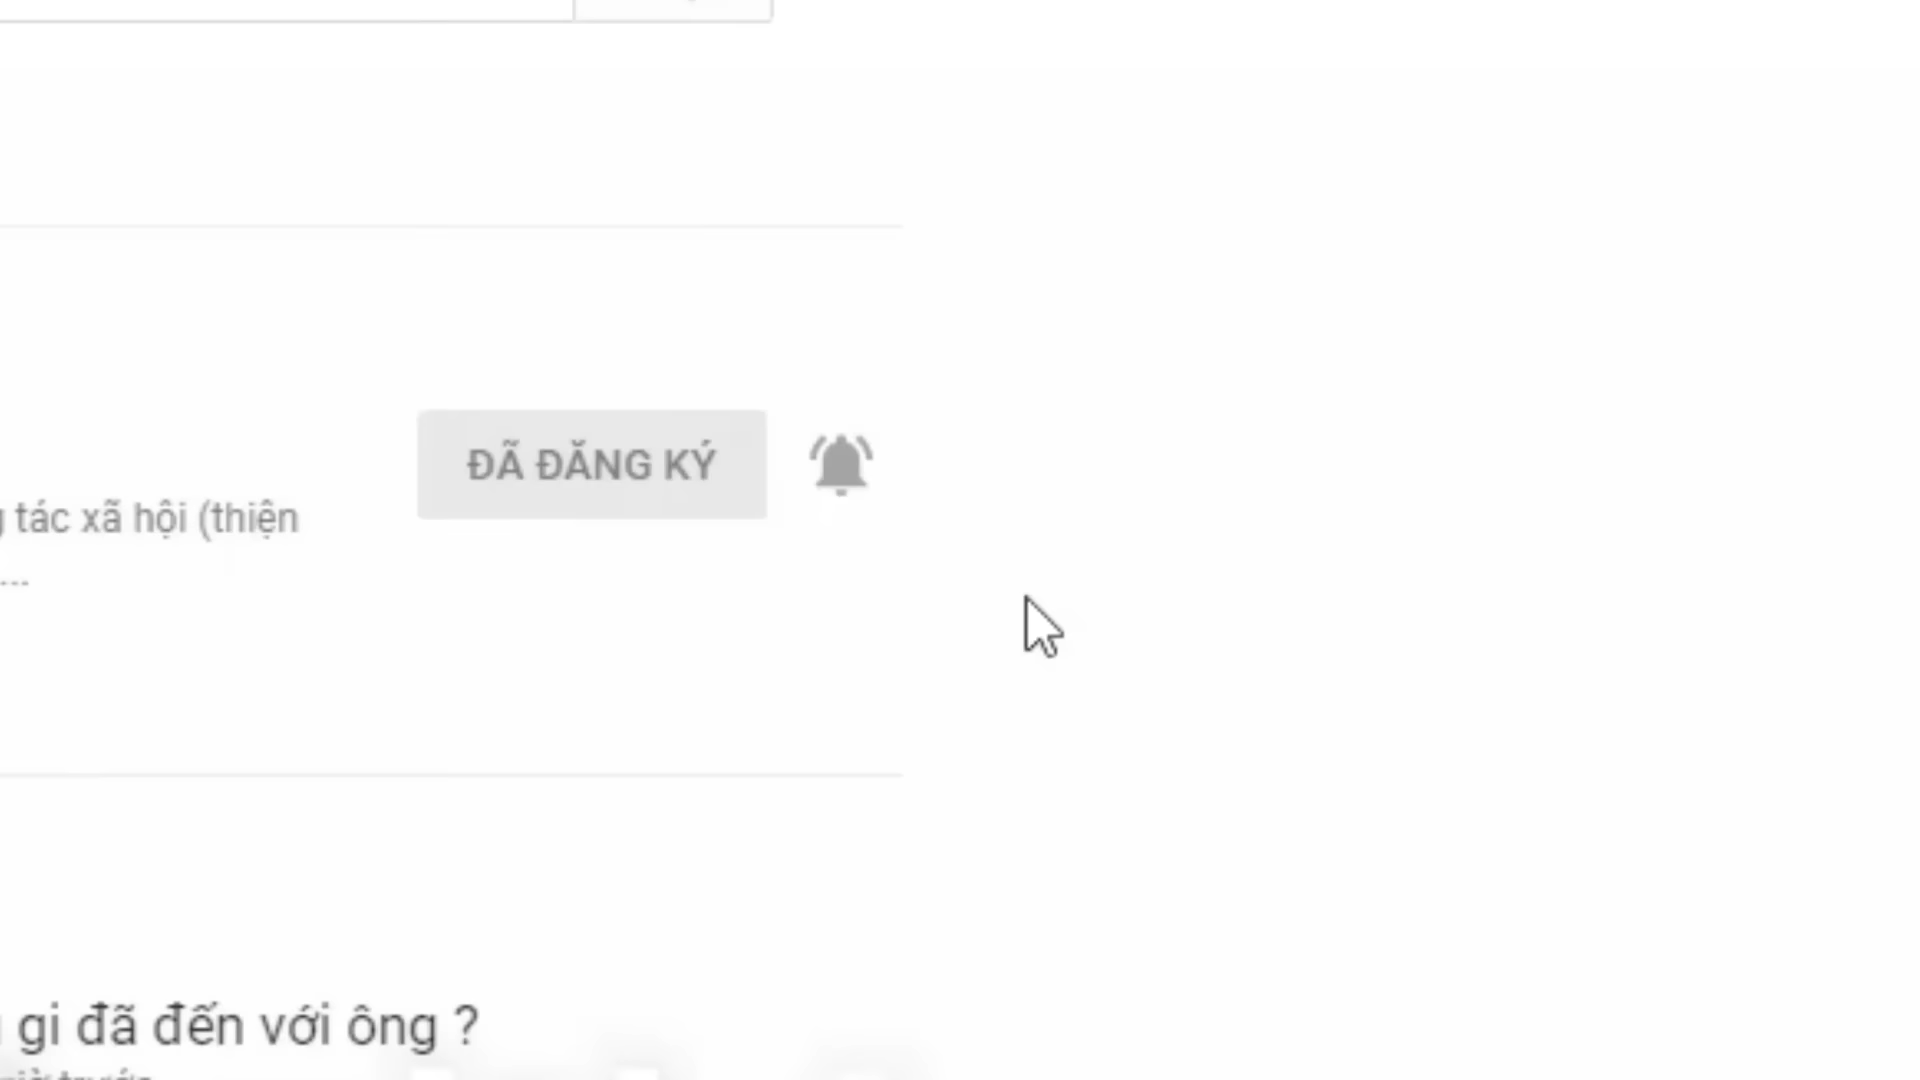 ĐÃ ĐĂNG KÝ
tác xã hội (thiện
...
gi đã đến với ông ?